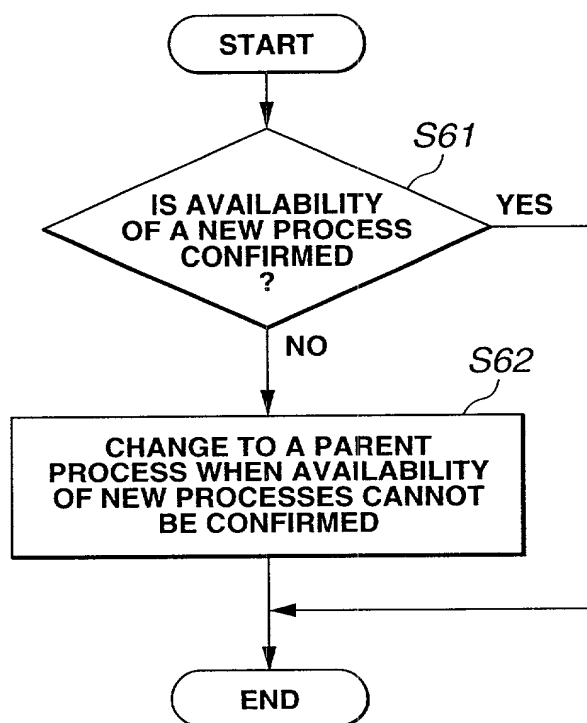 START
S61
IS AVAILABILITY
OF A NEW PROCESS
CONFIRMED
?
YES
NO
S62
CHANGE TO A PARENT
PROCESS WHEN AVAILABILITY
OF NEW PROCESSES CANNOT
BE CONFIRMED
END